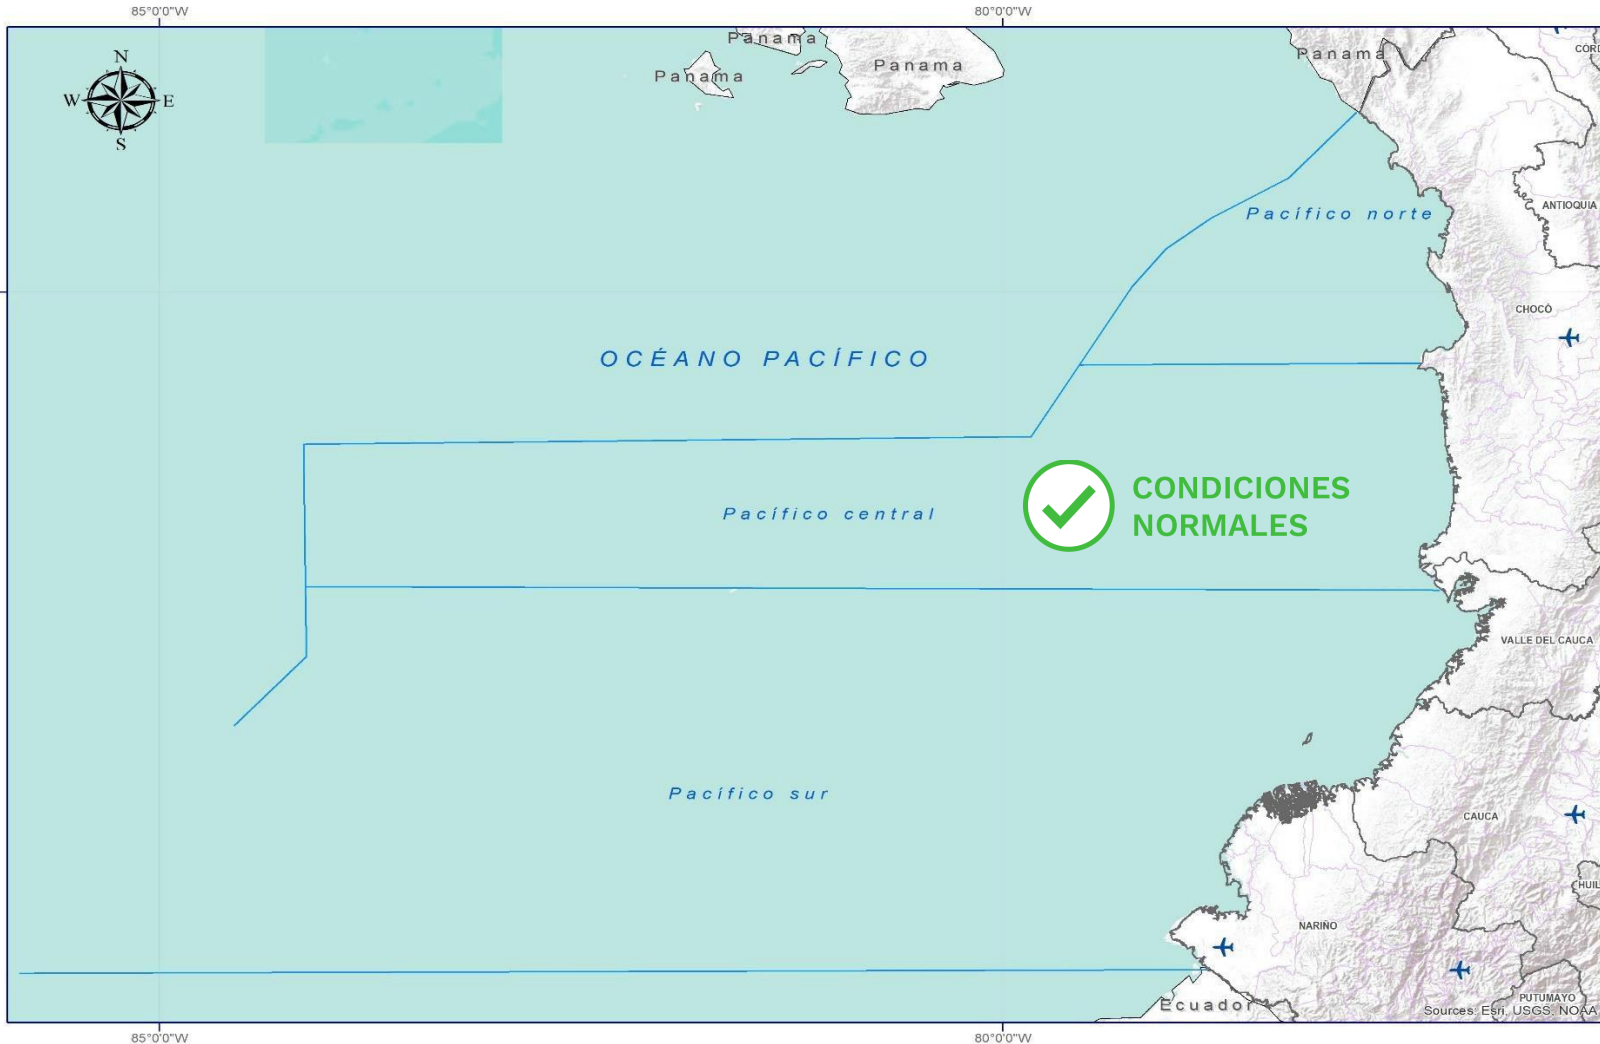 85°0'0"W
80°0'0"W
N
W
E
S
Panama
Panama
Panama
Panama
ANTIOQUIA
Pacífico norte
CHOCÓ
OCÉANO PACÍFICO
CONDICIONES
NORMALES
Pacífico central
VALLE DEL CAUCA
Pacífico sur
CAUCA
HUIL
NARIÑO
PUTUMAYO
Ecuador
Sources: Esri, USGS, NOAA
85°0'0"W
80°0'0"W